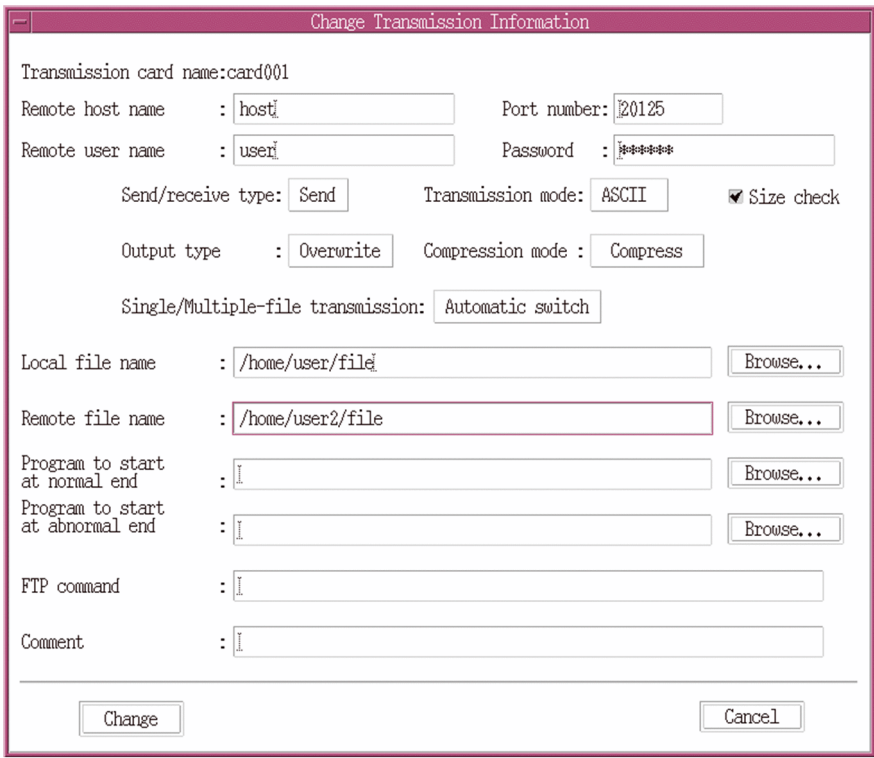 Change Transmission Information
Transmission card name:card001
Remote host name : host Port number: 20125
Remote user name : user Password : ******
Send/receive type: Send Transmission mode: ASCII Size check
Output type : Overwrite Compression mode : Compress
Single/Multiple-file transmission: Automatic switch
Local file name : /home/user/file Browse...
Remote file name : /home/user2/file Browse...
Program to start
at normal end : Browse...
Program to start
at abnormal end : Browse...
FTP command :
Comment :
Change Cancel